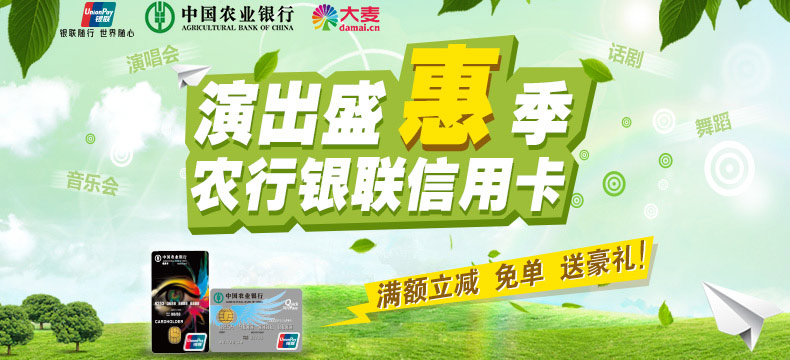 UnionPay 银联
银联随行 世界随心
中国农业银行
AGRICULTURAL BANK OF CHINA
大麦
damai.cn
演唱会
话剧
演出盛惠季
舞蹈
农行银联信用卡
音乐会
满额立减 免单 送豪礼!
中国农业银行
CARDHOLDER
UnionPay 银联
中国农业银行
UnionPay 银联